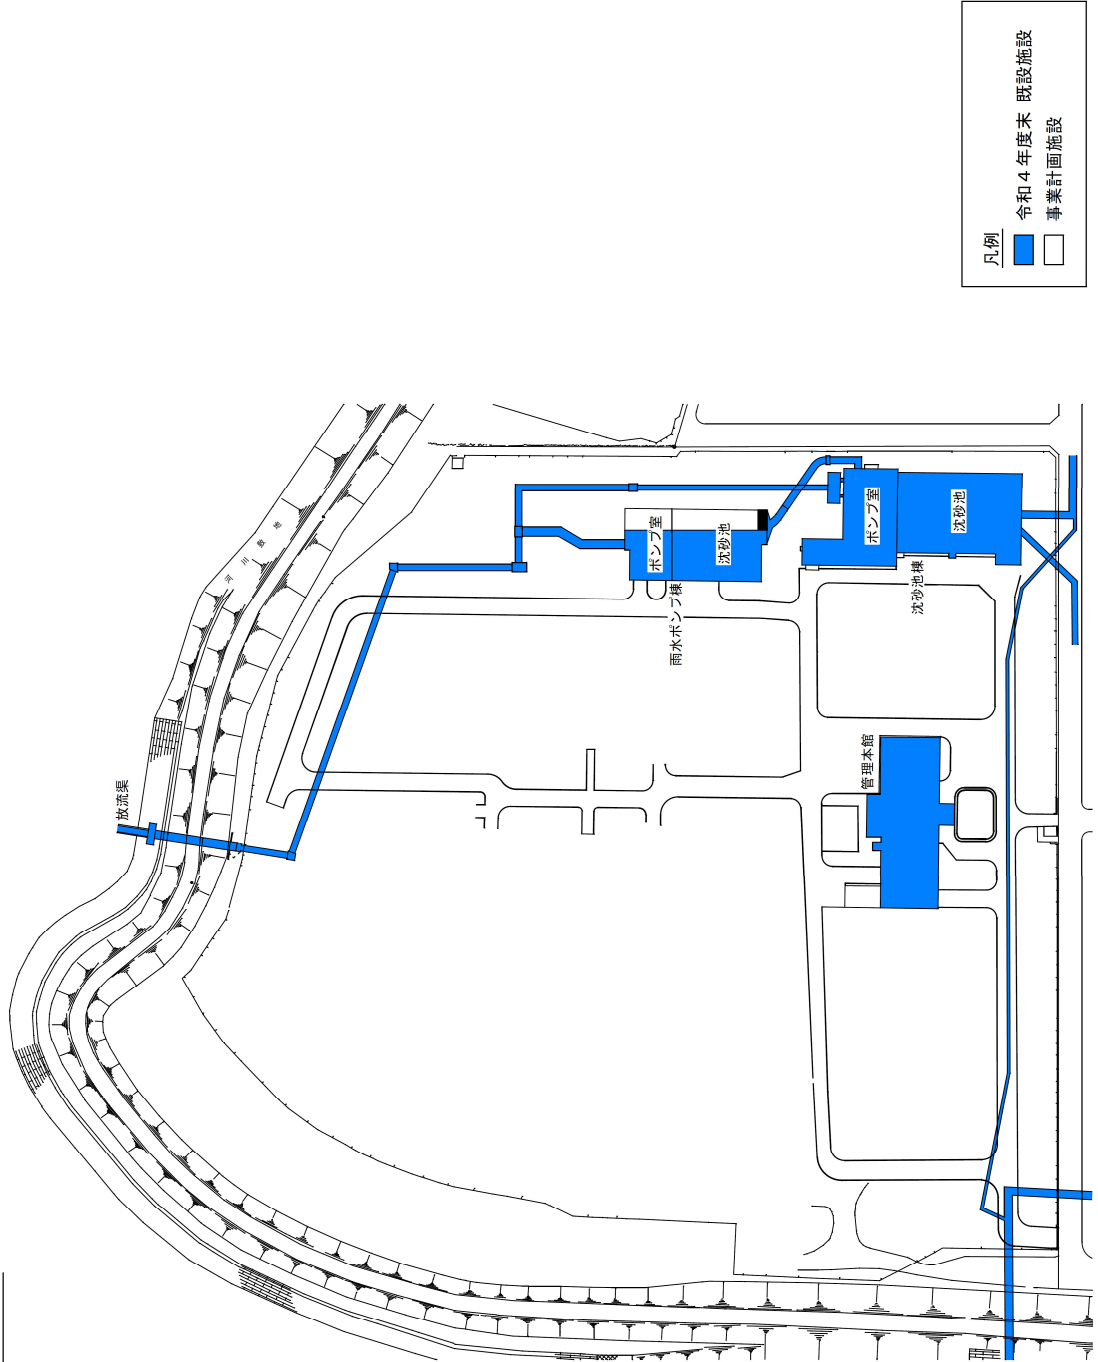 凡例
令和4年度末 既設施設
事業計画施設
放流渠
河川敷地
ポンプ室
沈砂池
雨水ポンプ棟
ポンプ室
沈砂池
沈砂池棟
管理本館